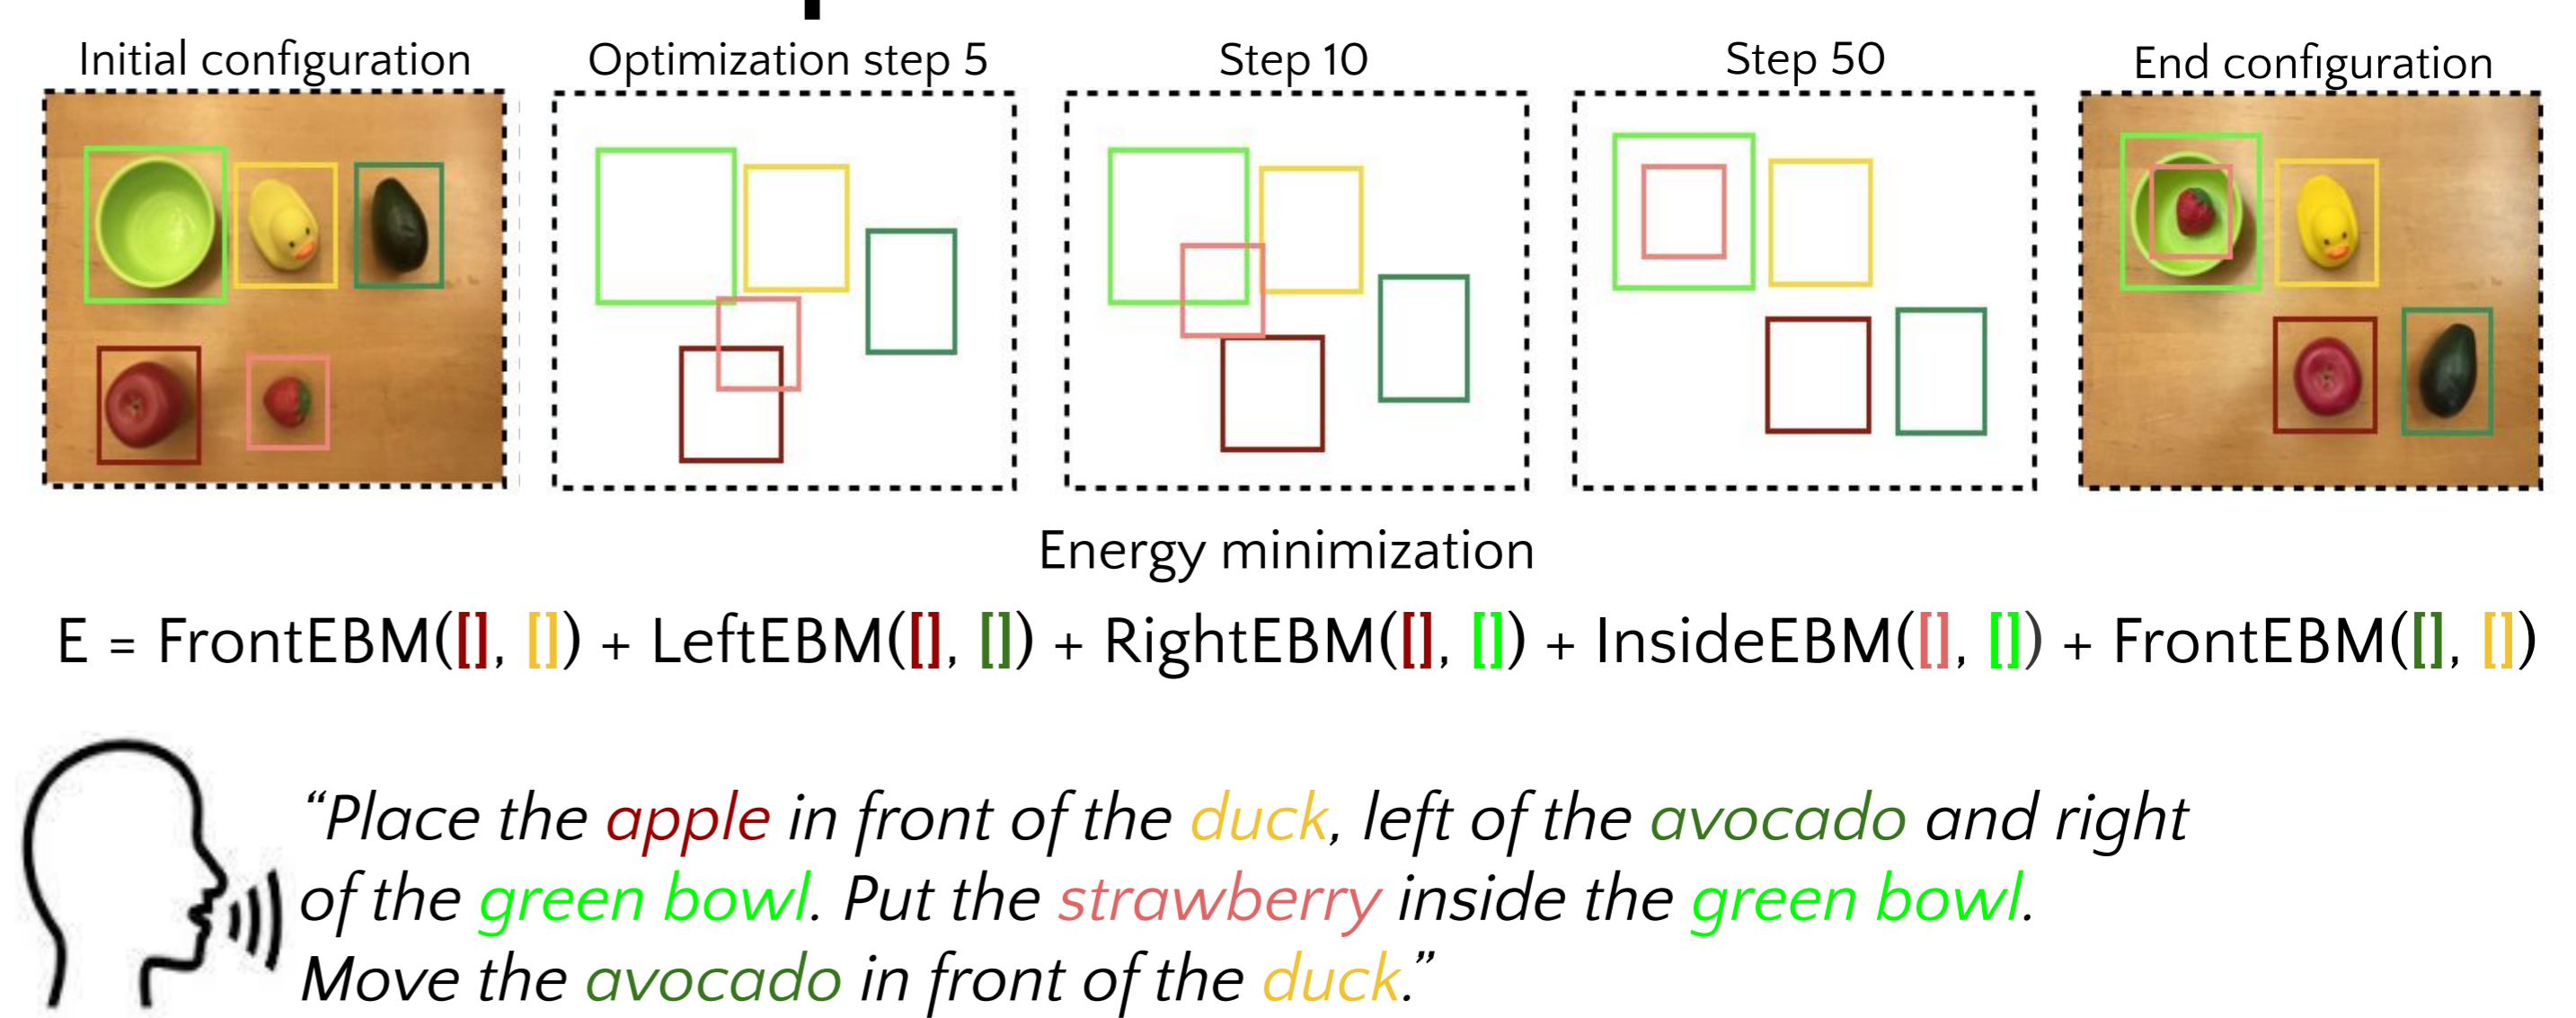 Initial configuration
Optimization step 5
Step 10
Step 50
End configuration
Energy minimization
E = FrontEBM([], []) + LeftEBM([], []) + RightEBM([], []) + InsideEBM([], []) + FrontEBM([], [])
“Place the apple in front of the duck, left of the avocado and right
of the green bowl. Put the strawberry inside the green bowl.
Move the avocado in front of the duck.”